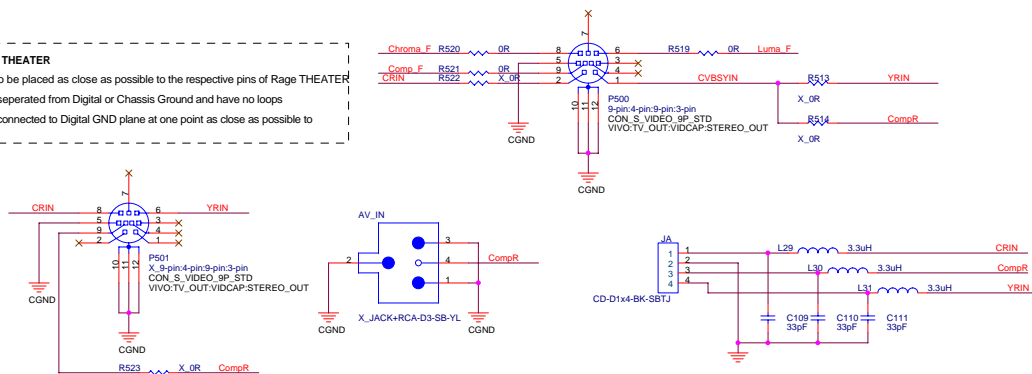 THEATER
o be placed as close as possible to the respective pins of Rage THEATER
seperated from Digital or Chassis Ground and have no loops
connected to Digital GND plane at one point as close as possible to
7
Chroma_F R520 0R 8 6 R519 0R Luma_F
5 3
Comp_F R521 0R 9 4
CRIN R522 X_0R 2 1 CVBSYIN R513 YRIN
X_0R
10 11 12
P500
9-pin:4-pin:9-pin:3-pin
CON_S_VIDEO_9P_STD
VIVO:TV_OUT:VIDCAP:STEREO_OUT
R514 CompR
X_0R
CGND
CGND
7
CRIN 8 6 YRIN
5 3
9 4
2 1
10 11 12
P501
X_9-pin:4-pin:9-pin:3-pin
CON_S_VIDEO_9P_STD
VIVO:TV_OUT:VIDCAP:STEREO_OUT
CGND
CGND
R523 X_0R CompR
AV_IN
3
2 4 CompR
1
X_JACK+RCA-D3-SB-YL
CGND
CGND
JA
1 1
2 2
3 3
4 4
CD-D1x4-BK-SBTJ
L29 3.3uH CRIN
L30 3.3uH CompR
L31 3.3uH YRIN
C109 C110 C111
33pF 33pF 33pF